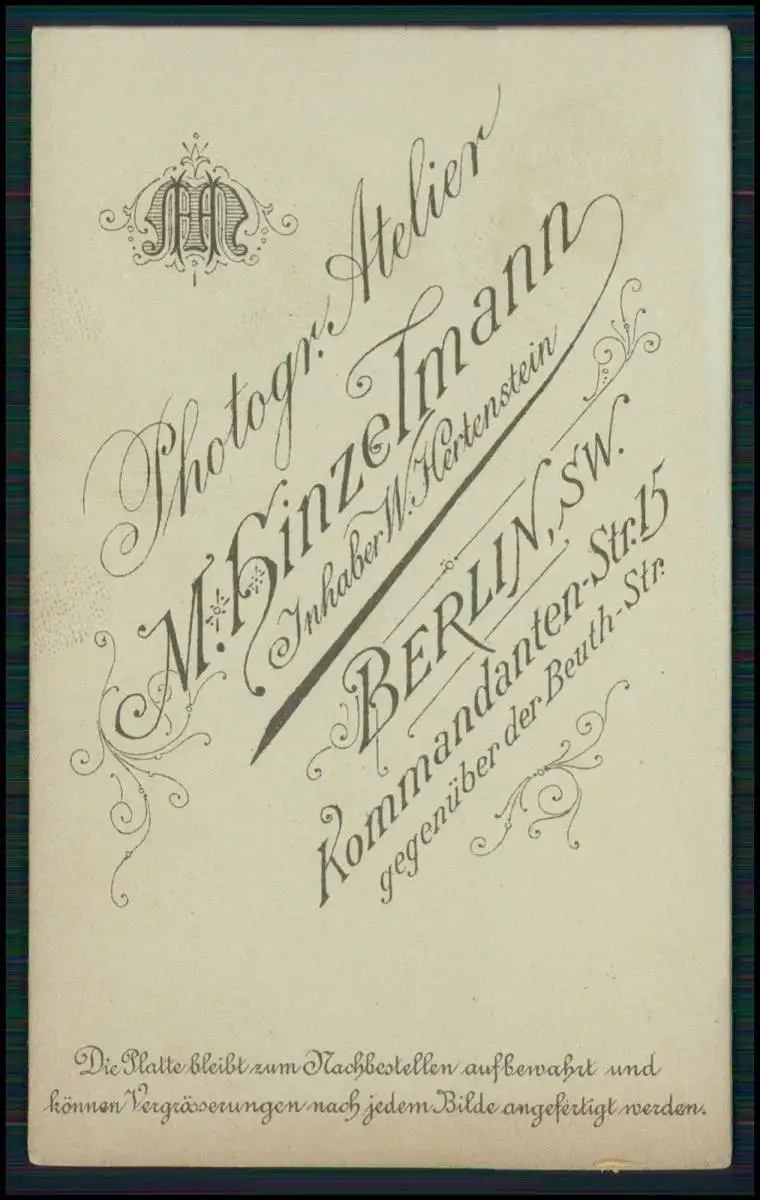 Photogr. Atelier
M. Hinzelmann
Inhaber W. Hertenstein
BERLIN, SW.
Kommandanten-Str. 15
gegenüber der Beuth-Str.
Die Platte bleibt zum Nachbestellen aufbewahrt und
können Vergrösserungen nach jedem Bilde angefertigt werden.